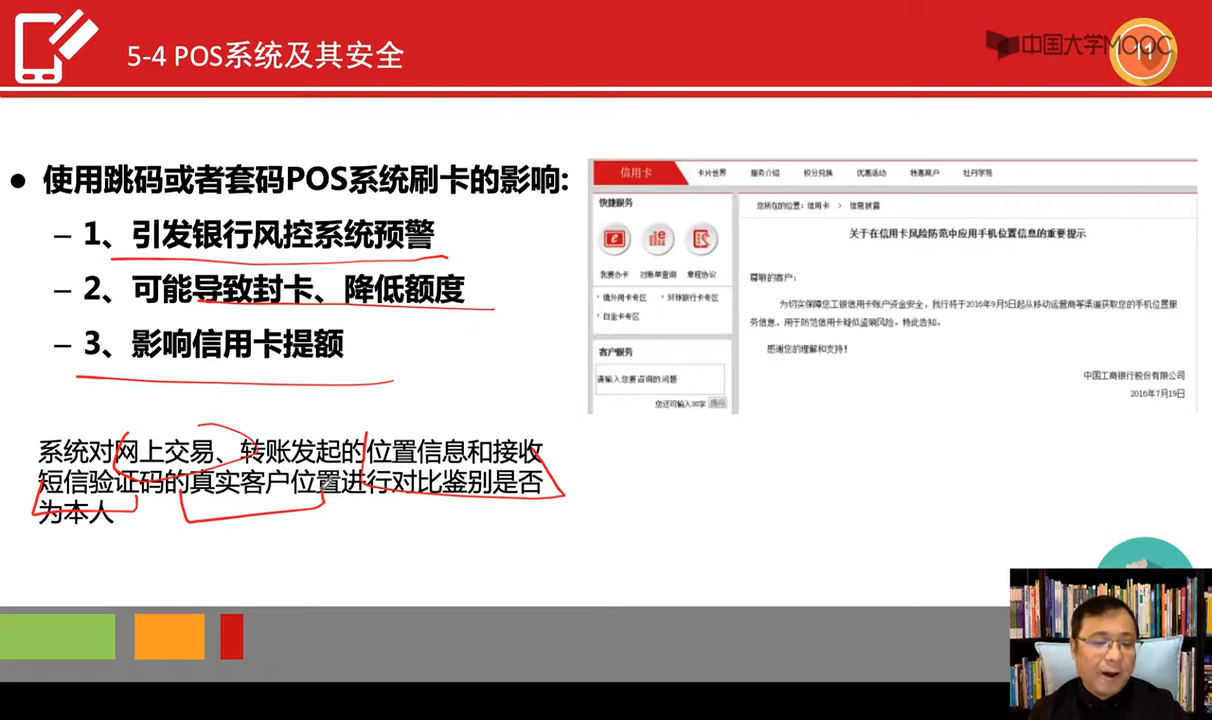 5-4 POS系统及其安全
中国大学MOOC
11
● 使用跳码或者套码POS系统刷卡的影响:
– 1、引发银行风控系统预警
– 2、可能导致封卡、降低额度
– 3、影响信用卡提额
系统对网上交易、转账发起的位置信息和接收
短信验证码的真实客户位置进行对比鉴别是否
为本人
信用卡 卡片世界 服务介绍 积分兑换 优惠活动 特惠商户 牡丹学苑
快捷服务
我要办卡 对账单查询 章程协议
境外用卡专区 环球旅行卡专区
白金卡专区
客户服务
请输入您要咨询的问题
您还可输入30字 提问
您所在的位置：信用卡 > 信息披露
关于在信用卡风险防范中应用手机位置信息的重要提示
尊敬的客户：
为切实保障您工银信用卡账户资金安全，我行将于2016年9月5日起从移动运营商等渠道获取您的手机位置服
务信息，用于防范信用卡疑似盗刷风险。特此告知。
感谢您的理解和支持！
中国工商银行股份有限公司
2016年7月19日